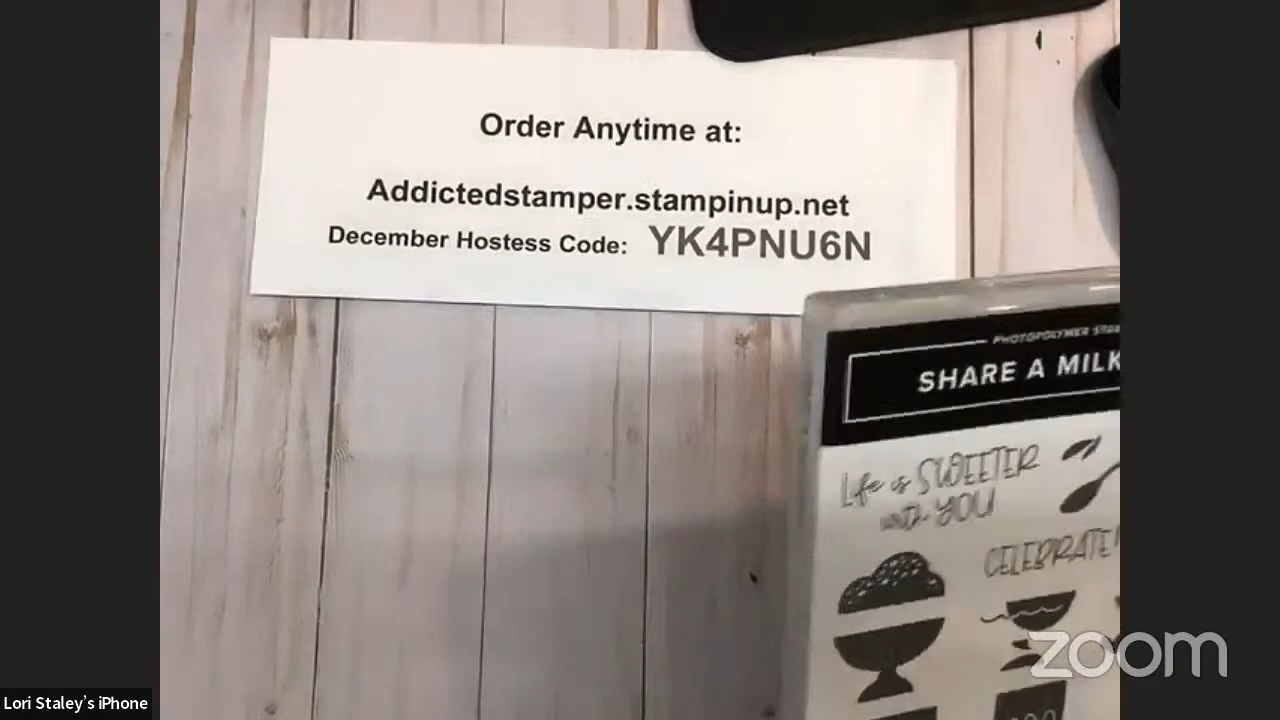 Order Anytime at:
Addictedstamper.stampinup.net
December Hostess Code: YK4PNU6N
PHOTOPOLYMER
SHARE A MILK
Life is SWEETER
with YOU
CELEBRATE!
zoom
Lori Staley's iPhone